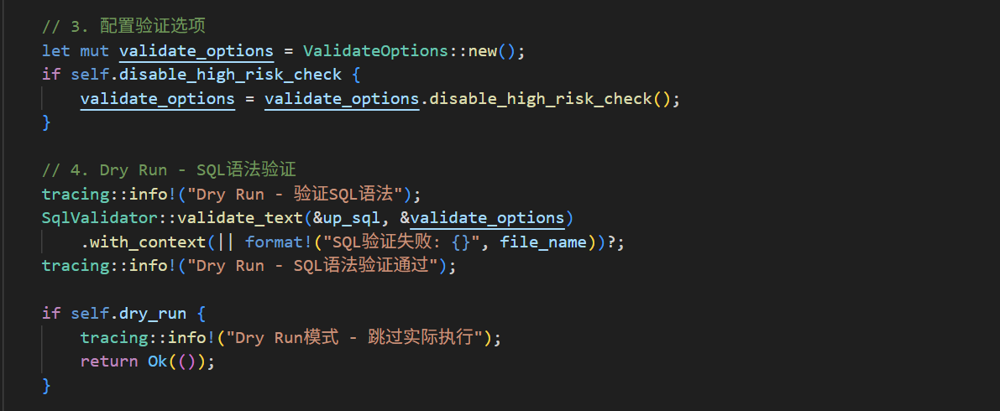 // 3. 配置验证选项
let mut validate_options = ValidateOptions::new();
if self.disable_high_risk_check {
    validate_options = validate_options.disable_high_risk_check();
}
// 4. Dry Run - SQL语法验证
tracing::info!("Dry Run - 验证SQL语法");
SqlValidator::validate_text(&up_sql, &validate_options)
    .with_context(|| format!("SQL验证失败: {}", file_name))?;
tracing::info!("Dry Run - SQL语法验证通过");
if self.dry_run {
    tracing::info!("Dry Run模式 - 跳过实际执行");
    return Ok(());
}